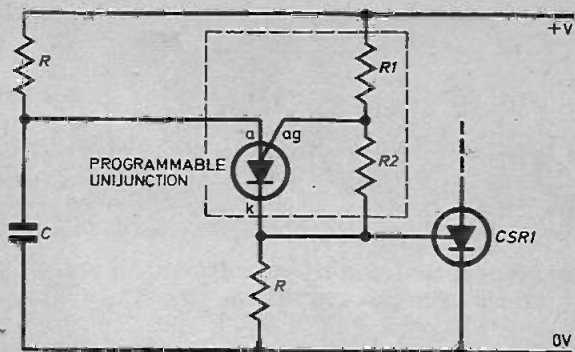 +V
R
R1
a
ag
PROGRAMMABLE
UNIJUNCTION
R2
k
C
CSR1
R
0V